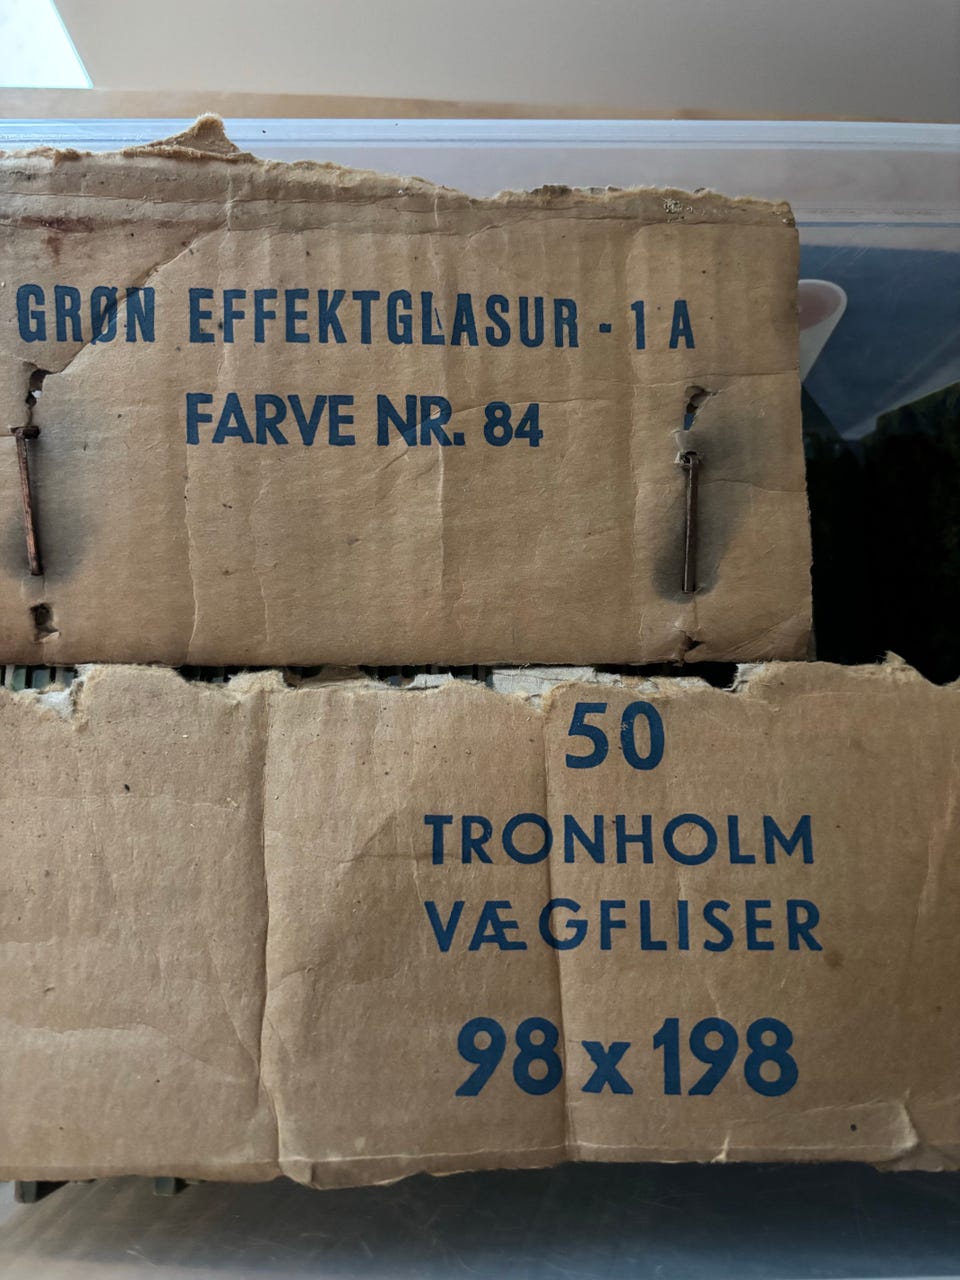 GRØN EFFEKTGLASUR - 1 A
FARVE NR. 84
50
TRONHOLM
VÆGFLISER
98 x 198